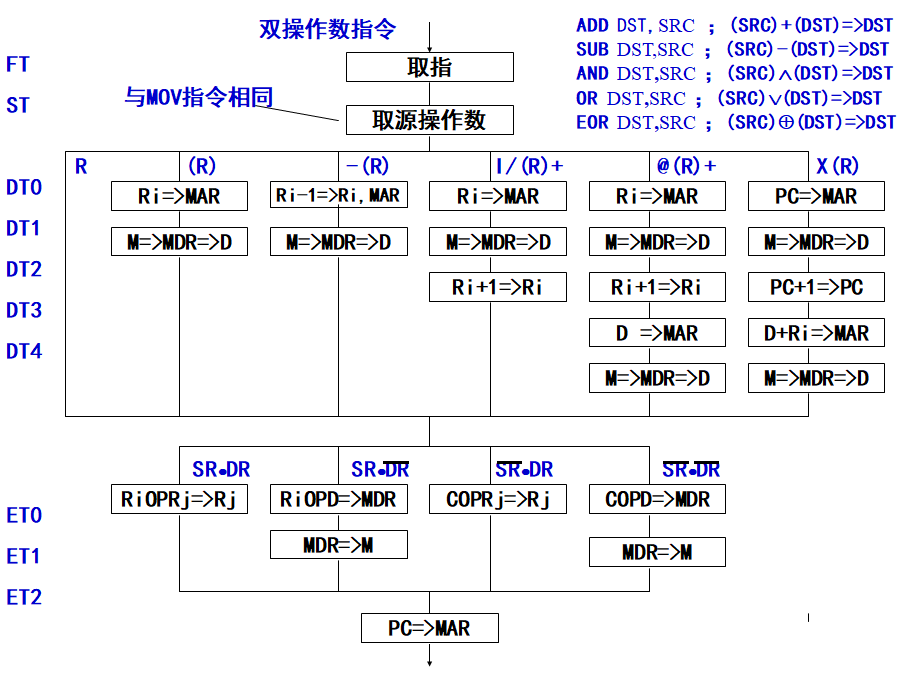 双操作数指令
ADD DST, SRC ; (SRC)+(DST)=>DST
SUB DST,SRC ; (SRC)-(DST)=>DST
AND DST,SRC ; (SRC)∧(DST)=>DST
OR DST,SRC ; (SRC)∨(DST)=>DST
EOR DST,SRC ; (SRC)⊕(DST)=>DST
FT
取指
ST
与MOV指令相同
取源操作数
R (R) -(R) I/(R)+ @(R)+ X(R)
DT0
Ri=>MAR Ri-1=>Ri,MAR Ri=>MAR Ri=>MAR PC=>MAR
DT1
M=>MDR=>D M=>MDR=>D M=>MDR=>D M=>MDR=>D M=>MDR=>D
DT2
Ri+1=>Ri Ri+1=>Ri PC+1=>PC
DT3
D =>MAR D+Ri=>MAR
DT4
M=>MDR=>D M=>MDR=>D
SR•DR SR•D̅R̅ S̅R̅•DR S̅R̅•D̅R̅
ET0
RiOPRj=>Rj RiOPD=>MDR COPRj=>Rj COPD=>MDR
ET1
MDR=>M MDR=>M
ET2
PC=>MAR